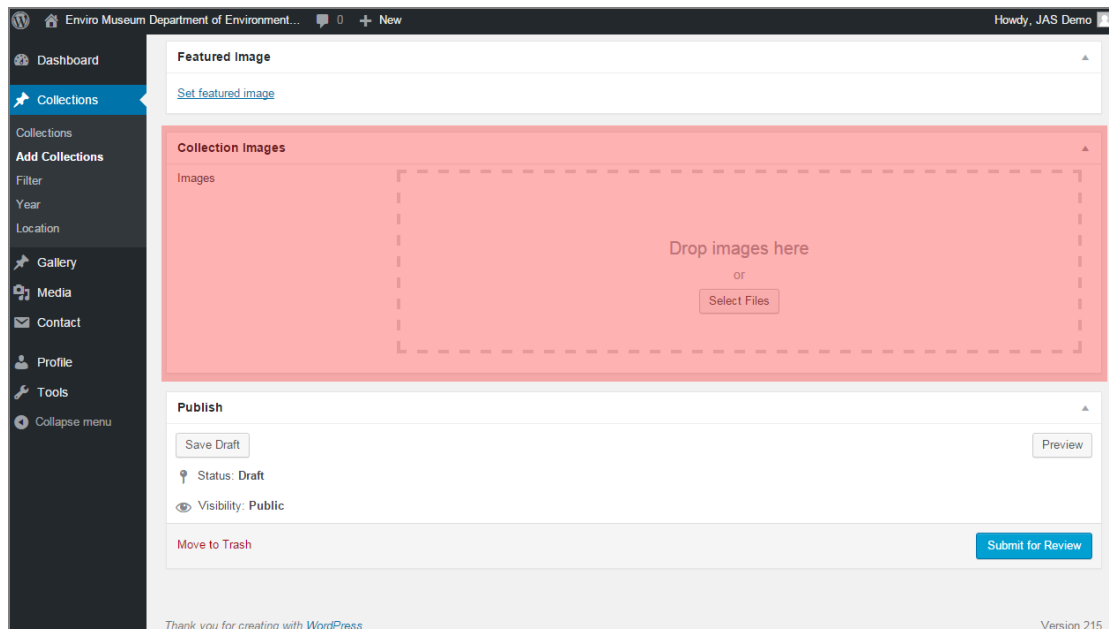 Enviro Museum Department of Environment... 0 + New Howdy, JAS Demo
Dashboard
Collections
Collections
Add Collections
Filter
Year
Location
Gallery
Media
Contact
Profile
Tools
Collapse menu
Featured Image
Set featured image
Collection Images
Images
Drop images here
or
Select Files
Publish
Save Draft
Preview
Status: Draft
Visibility: Public
Move to Trash
Submit for Review
Thank you for creating with WordPress
Version 215